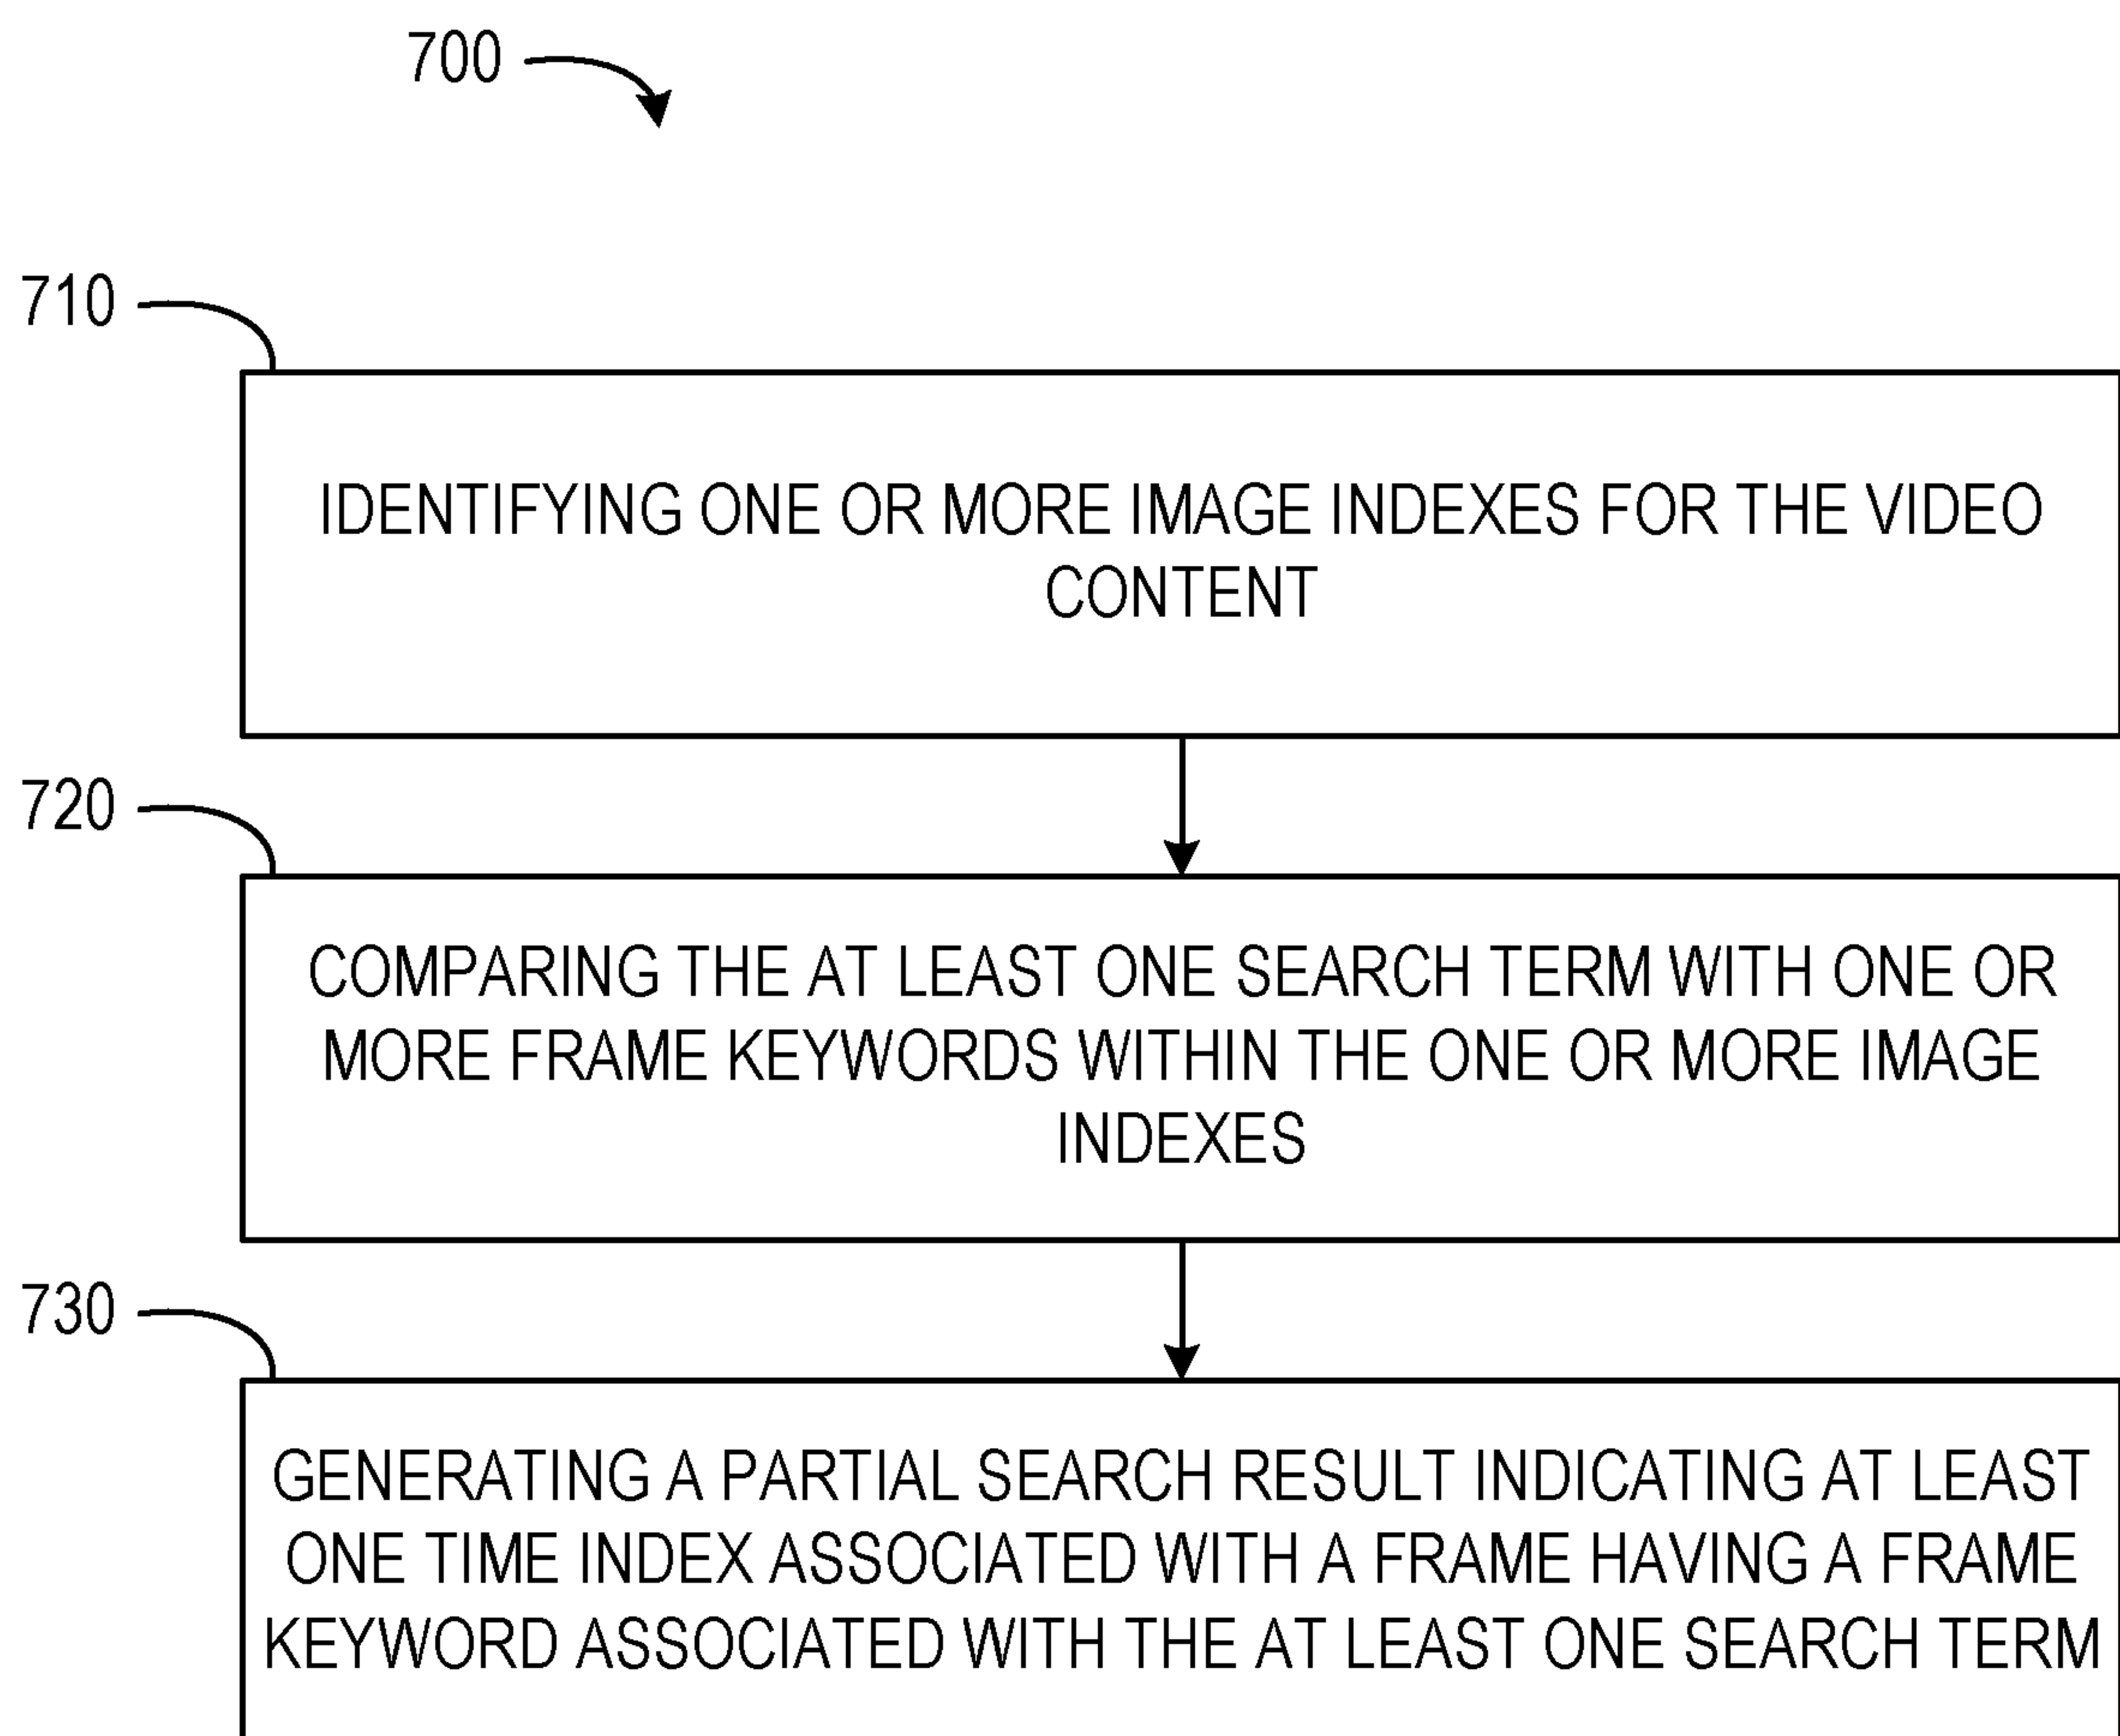 700
710
IDENTIFYING ONE OR MORE IMAGE INDEXES FOR THE VIDEO
CONTENT
720
COMPARING THE AT LEAST ONE SEARCH TERM WITH ONE OR
MORE FRAME KEYWORDS WITHIN THE ONE OR MORE IMAGE
INDEXES
730
GENERATING A PARTIAL SEARCH RESULT INDICATING AT LEAST
ONE TIME INDEX ASSOCIATED WITH A FRAME HAVING A FRAME
KEYWORD ASSOCIATED WITH THE AT LEAST ONE SEARCH TERM